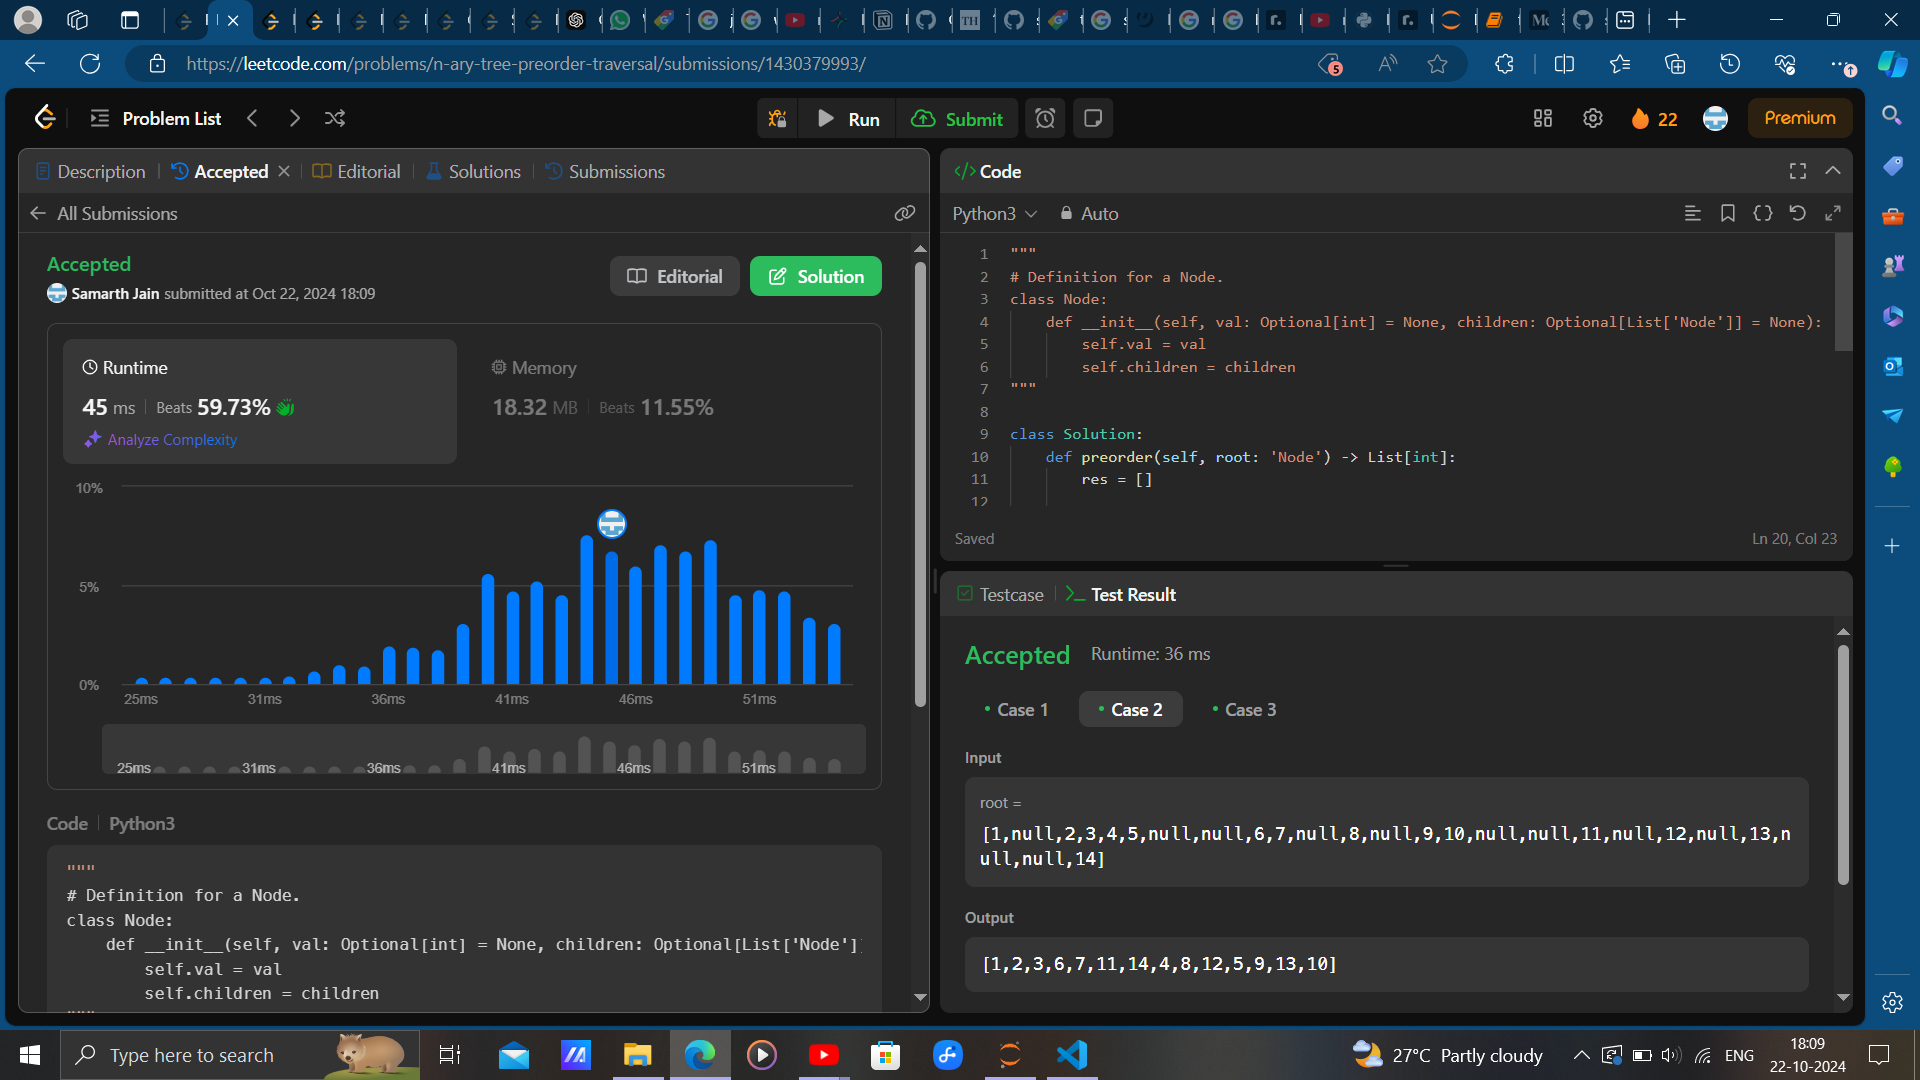 https://leetcode.com/problems/n-ary-tree-preorder-traversal/submissions/1430379993/
5
Problem List
Run
Submit
22
Premium
Description
Accepted
Editorial
Solutions
Submissions
All Submissions
Accepted
Samarth Jain submitted at Oct 22, 2024 18:09
Editorial
Solution
Runtime
45 ms
Beats 59.73%
Analyze Complexity
Memory
18.32 MB
Beats 11.55%
10%
5%
0%
25ms 31ms 36ms 41ms 46ms 51ms
25ms 31ms 36ms 41ms 46ms 51ms
Code
Python3
"""
# Definition for a Node.
class Node:
def __init__(self, val: Optional[int] = None, children: Optional[List['Node']]
self.val = val
self.children = children
</>Code
Python3
Auto
1 """
2 # Definition for a Node.
3 class Node:
4 def __init__(self, val: Optional[int] = None, children: Optional[List['Node']] = None):
5 self.val = val
6 self.children = children
7 """
8
9 class Solution:
10 def preorder(self, root: 'Node') -> List[int]:
11 res = []
12
Saved
Ln 20, Col 23
Testcase
Test Result
Accepted
Runtime: 36 ms
Case 1
Case 2
Case 3
Input
root =
[1,null,2,3,4,5,null,null,6,7,null,8,null,9,10,null,null,11,null,12,null,13,n
ull,null,14]
Output
[1,2,3,6,7,11,14,4,8,12,5,9,13,10]
Type here to search
27°C Partly cloudy
ENG
18:09
22-10-2024